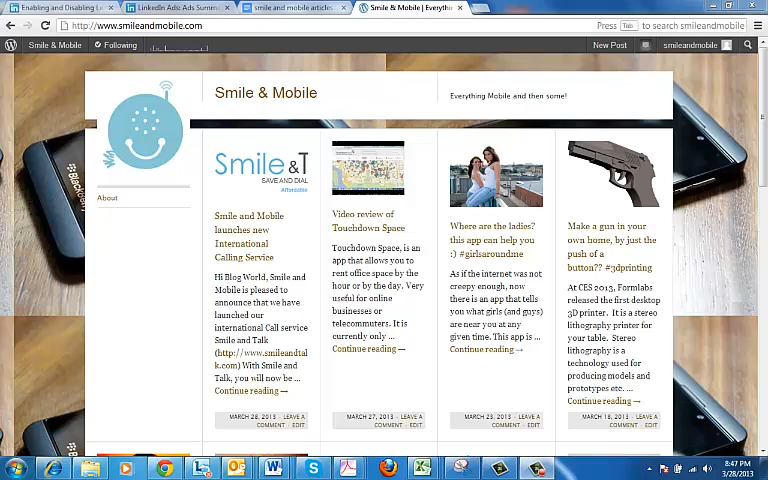 Enabling and Disabling L
LinkedIn Ads: Ads Summ
smile and mobile articles
Smile & Mobile | Everythi
http://www.smileandmobile.com
Press Tab to search smileandmobile
Smile & Mobile
Following
New Post
smileandmobile
Smile & Mobile
Everything Mobile and then some!
About
Smile & T
SAVE AND DIAL
Affordable
Smile and Mobile
launches new
International
Calling Service
Hi Blog World, Smile and
Mobile is pleased to
announce that we have
launched our
international Call service
Smile and Talk
(http://www.smileandtal
k.com) With Smile and
Talk, you will now be ...
Continue reading →
MARCH 28, 2013 - LEAVE A
COMMENT - EDIT
Video review of
Touchdown Space
Touchdown Space, is an
app that allows you to
rent office space by the
hour or by the day. Very
useful for online
businesses or
telecommuters. It is
currently only ...
Continue reading →
MARCH 27, 2013 - LEAVE A
COMMENT - EDIT
Where are the ladies?
this app can help you
:) #girlsaroundme
As if the internet was not
creepy enough, now
there is an app that tells
you what girls (and guys)
are near you at any
given time. This app is ...
Continue reading →
MARCH 23, 2013 - LEAVE A
COMMENT - EDIT
Make a gun in your
own home, by just the
push of a
button?? #3dprinting
At CES 2013, Formlabs
released the first desktop
3D printer. It is a stereo
lithography printer for
your table. Stereo
lithography is a
technology used for
producing models and
prototypes etc. ...
Continue reading →
MARCH 18, 2013 - LEAVE A
COMMENT - EDIT
BlackBerry
8:47 PM
3/28/2013